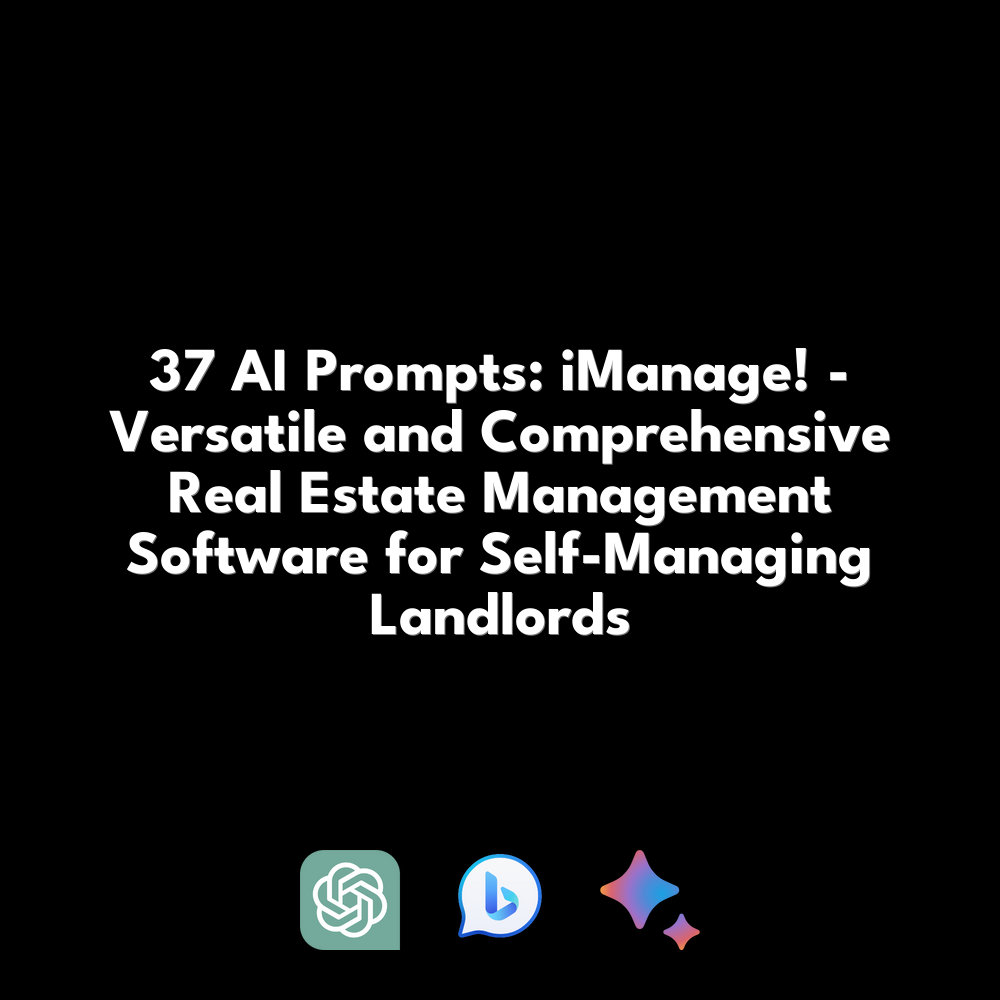 37 AI Prompts: iManage! -
Versatile and Comprehensive
Real Estate Management
Software for Self-Managing
Landlords